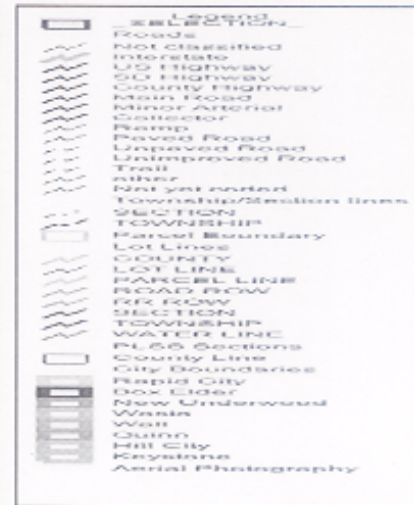 Legend
_SELECTION_
Roads
Not classified
Interstate
US Highway
SD Highway
County Highway
Main Road
Minor Arterial
Collector
Ramp
Paved Road
Unpaved Road
Unimproved Road
Trail
other
Not yet coded
Township/Section lines
SECTION
TOWNSHIP
Parcel Boundary
Lot Lines
COUNTY
LOT LINE
PARCEL LINE
ROAD ROW
RR ROW
SECTION
TOWNSHIP
WATER LINE
PLSS Sections
County Line
City Boundaries
Rapid City
Box Elder
New Underwood
Wasta
Wall
Quinn
Hill City
Keystone
Aerial Photography